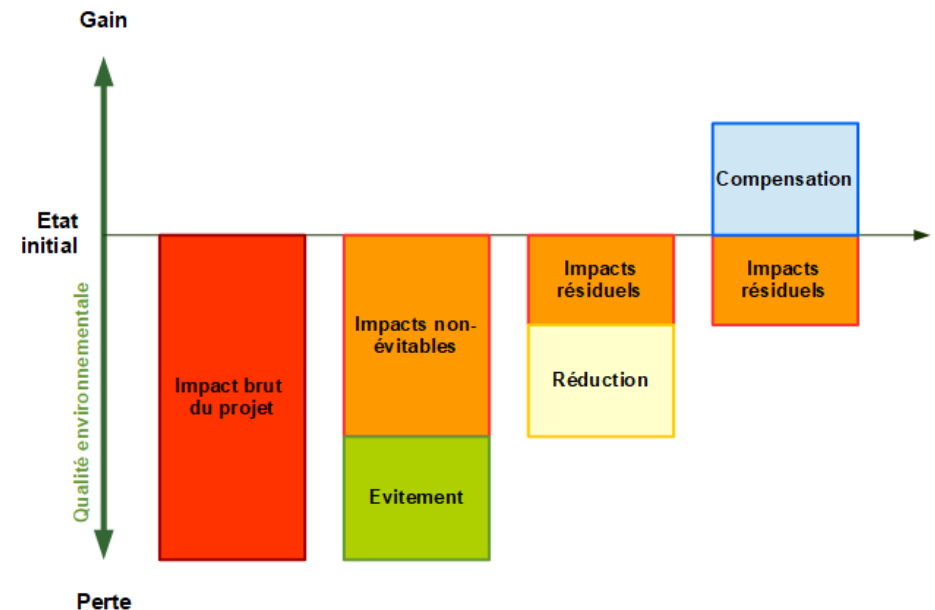 Gain
Etat
initial
Qualité environnementale
Perte
Impact brut
du projet
Impacts non-
évitables
Evitement
Impacts
résiduels
Réduction
Compensation
Impacts
résiduels